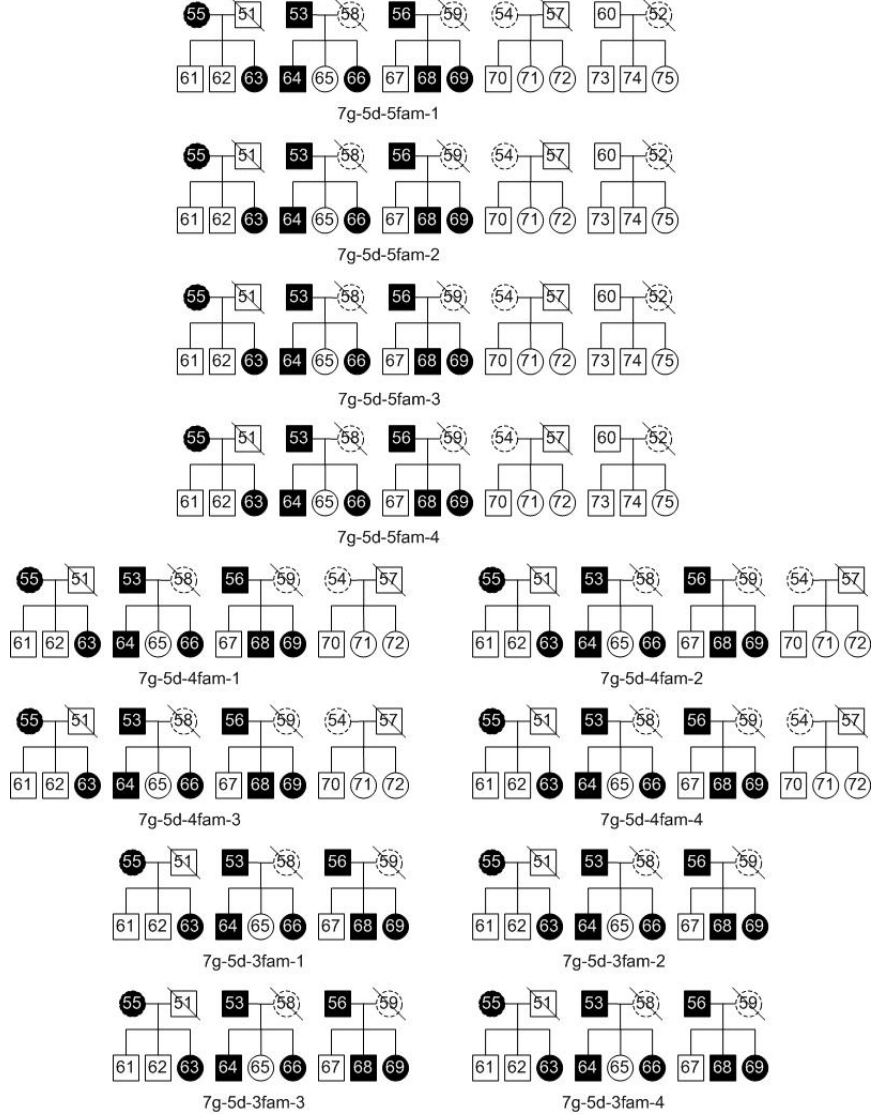 55 51 53 58 56 59 54 57 60 52
61 62 63 64 65 66 67 68 69 70 71 72 73 74 75
7g-5d-5fam-1
55 51 53 58 56 59 54 57 60 52
61 62 63 64 65 66 67 68 69 70 71 72 73 74 75
7g-5d-5fam-2
55 51 53 58 56 59 54 57 60 52
61 62 63 64 65 66 67 68 69 70 71 72 73 74 75
7g-5d-5fam-3
55 51 53 58 56 59 54 57 60 52
61 62 63 64 65 66 67 68 69 70 71 72 73 74 75
7g-5d-5fam-4
55 51 53 58 56 59 54 57
61 62 63 64 65 66 67 68 69 70 71 72
7g-5d-4fam-1
55 51 53 58 56 59 54 57
61 62 63 64 65 66 67 68 69 70 71 72
7g-5d-4fam-2
55 51 53 58 56 59 54 57
61 62 63 64 65 66 67 68 69 70 71 72
7g-5d-4fam-3
55 51 53 58 56 59 54 57
61 62 63 64 65 66 67 68 69 70 71 72
7g-5d-4fam-4
55 51 53 58 56 59
61 62 63 64 65 66 67 68 69
7g-5d-3fam-1
55 51 53 58 56 59
61 62 63 64 65 66 67 68 69
7g-5d-3fam-2
55 51 53 58 56 59
61 62 63 64 65 66 67 68 69
7g-5d-3fam-3
55 51 53 58 56 59
61 62 63 64 65 66 67 68 69
7g-5d-3fam-4